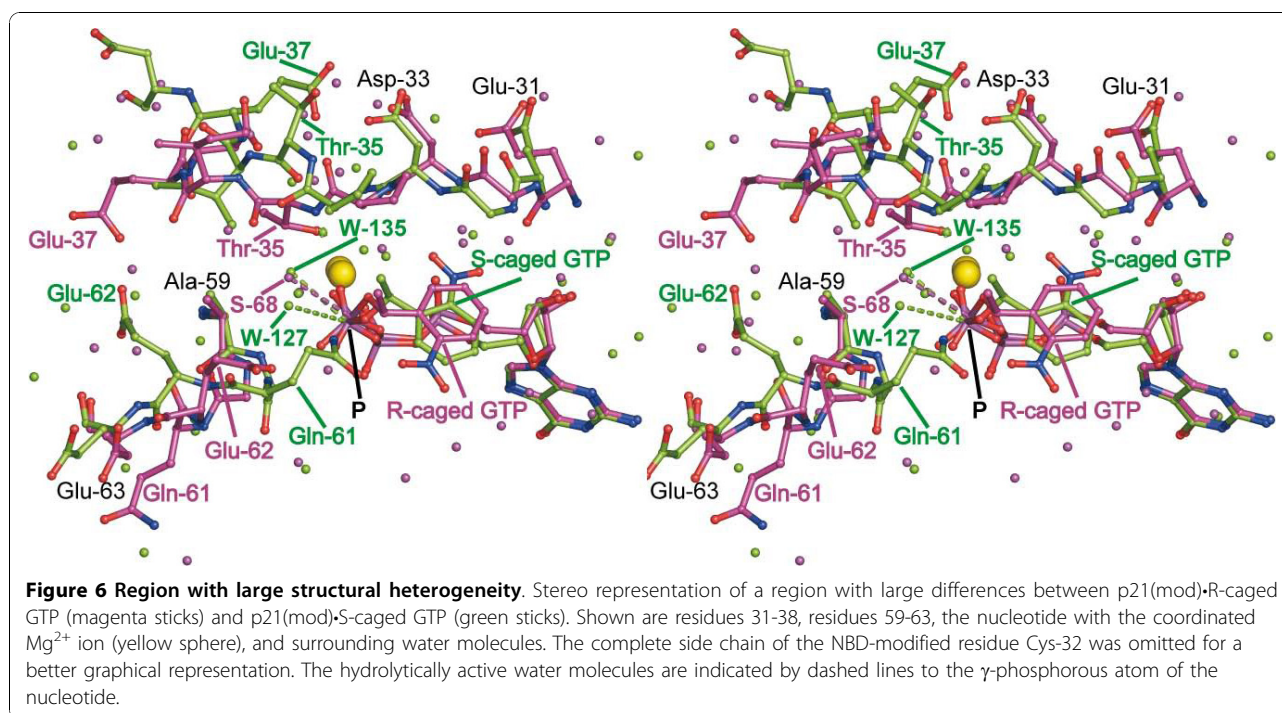 Glu-37
Asp-33
Glu-31
Thr-35
Glu-37
Thr-35
W-135
Ala-59
S-caged GTP
Glu-62
S-68
W-127
R-caged GTP
P
Gln-61
Glu-62
Glu-63
Gln-61
Glu-37
Asp-33
Glu-31
Thr-35
Glu-37
Thr-35
W-135
Ala-59
S-caged GTP
Glu-62
S-68
W-127
R-caged GTP
P
Gln-61
Glu-62
Glu-63
Gln-61
Figure 6 Region with large structural heterogeneity. Stereo representation of a region with large differences between p21(mod)•R-caged
GTP (magenta sticks) and p21(mod)•S-caged GTP (green sticks). Shown are residues 31-38, residues 59-63, the nucleotide with the coordinated
Mg2+ ion (yellow sphere), and surrounding water molecules. The complete side chain of the NBD-modified residue Cys-32 was omitted for a
better graphical representation. The hydrolytically active water molecules are indicated by dashed lines to the γ-phosphorous atom of the
nucleotide.